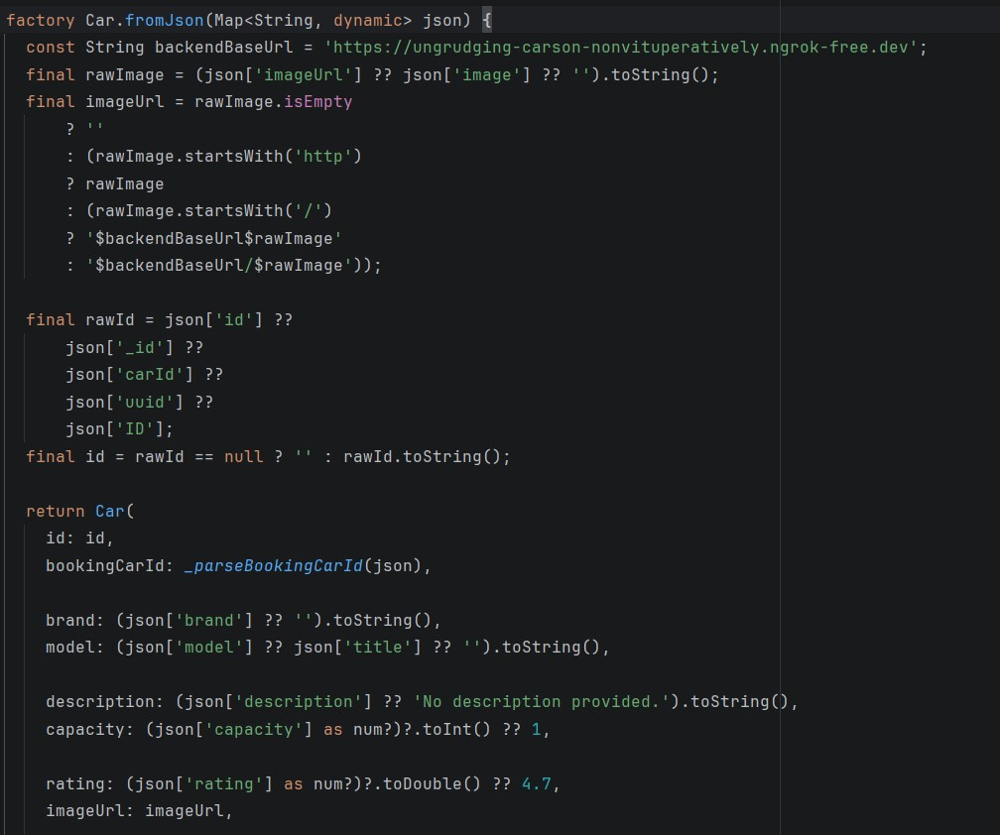 factory Car.fromJson(Map<String, dynamic> json) {
  const String backendBaseUrl = 'https://ungrudging-carson-nonvituperatively.ngrok-free.dev';
  final rawImage = (json['imageUrl'] ?? json['image'] ?? '').toString();
  final imageUrl = rawImage.isEmpty
      ? ''
      : (rawImage.startsWith('http')
      ? rawImage
      : (rawImage.startsWith('/')
      ? '$backendBaseUrl$rawImage'
      : '$backendBaseUrl/$rawImage'));

  final rawId = json['id'] ??
      json['_id'] ??
      json['carId'] ??
      json['uuid'] ??
      json['ID'];
  final id = rawId == null ? '' : rawId.toString();

  return Car(
    id: id,
    bookingCarId: _parseBookingCarId(json),

    brand: (json['brand'] ?? '').toString(),
    model: (json['model'] ?? json['title'] ?? '').toString(),

    description: (json['description'] ?? 'No description provided.').toString(),
    capacity: (json['capacity'] as num?)?.toInt() ?? 1,

    rating: (json['rating'] as num?)?.toDouble() ?? 4.7,
    imageUrl: imageUrl,